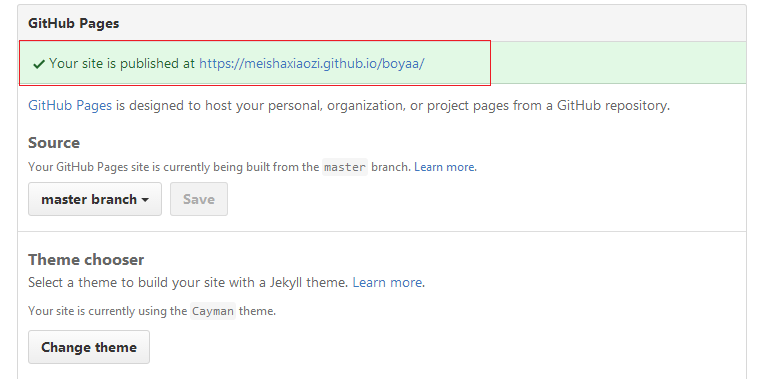 GitHub Pages
Your site is published at https://meishaxiaozi.github.io/boyaa/
GitHub Pages is designed to host your personal, organization, or project pages from a GitHub repository.
Source
Your GitHub Pages site is currently being built from the master branch. Learn more.
master branch Save
Theme chooser
Select a theme to build your site with a Jekyll theme. Learn more.
Your site is currently using the Cayman theme.
Change theme